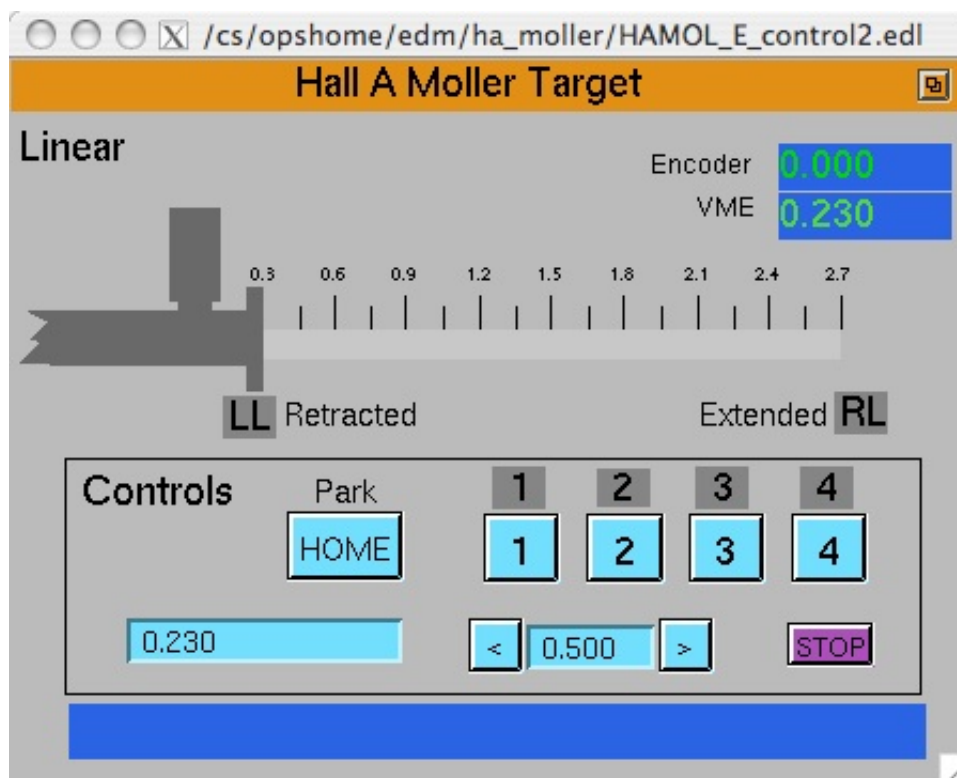 X /cs/opshome/edm/ha_moller/HAMOL_E_control2.edl
Hall A Moller Target
Linear
Encoder 0.000
VME 0.230
0.3 0.6 0.9 1.2 1.5 1.8 2.1 2.4 2.7
LL Retracted Extended RL
Controls Park 1 2 3 4
HOME 1 2 3 4
0.230 < 0.500 > STOP